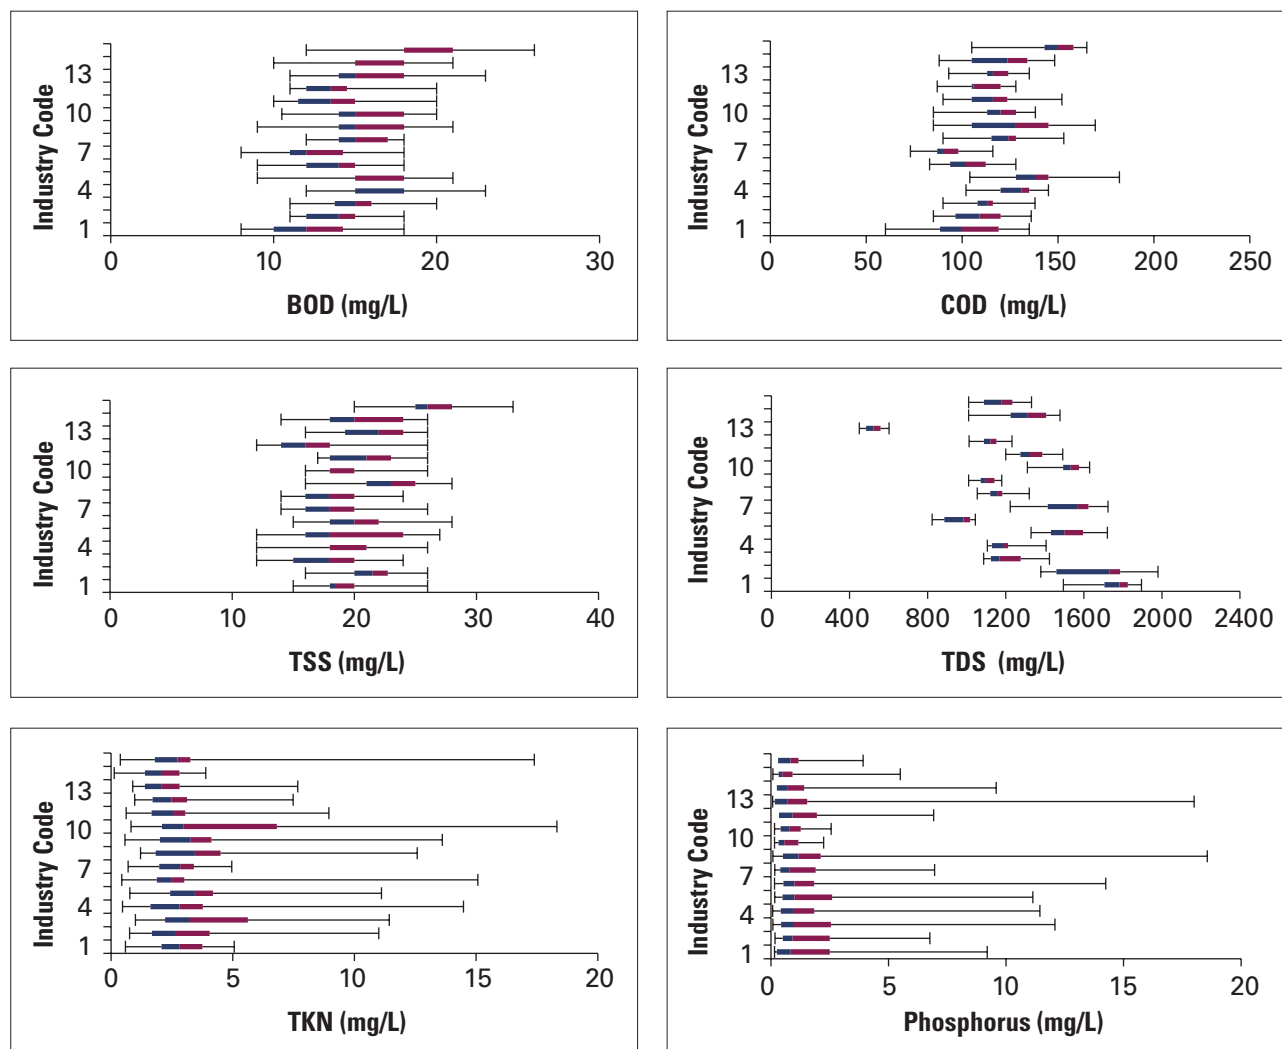 Industry Code
13
10
7
4
1
0 10 20 30
BOD (mg/L)
Industry Code
13
10
7
4
1
0 50 100 150 200 250
COD (mg/L)
Industry Code
13
10
7
4
1
0 10 20 30 40
TSS (mg/L)
Industry Code
13
10
7
4
1
0 400 800 1200 1600 2000 2400
TDS (mg/L)
Industry Code
13
10
7
4
1
0 5 10 15 20
TKN (mg/L)
Industry Code
13
10
7
4
1
0 5 10 15 20
Phosphorus (mg/L)